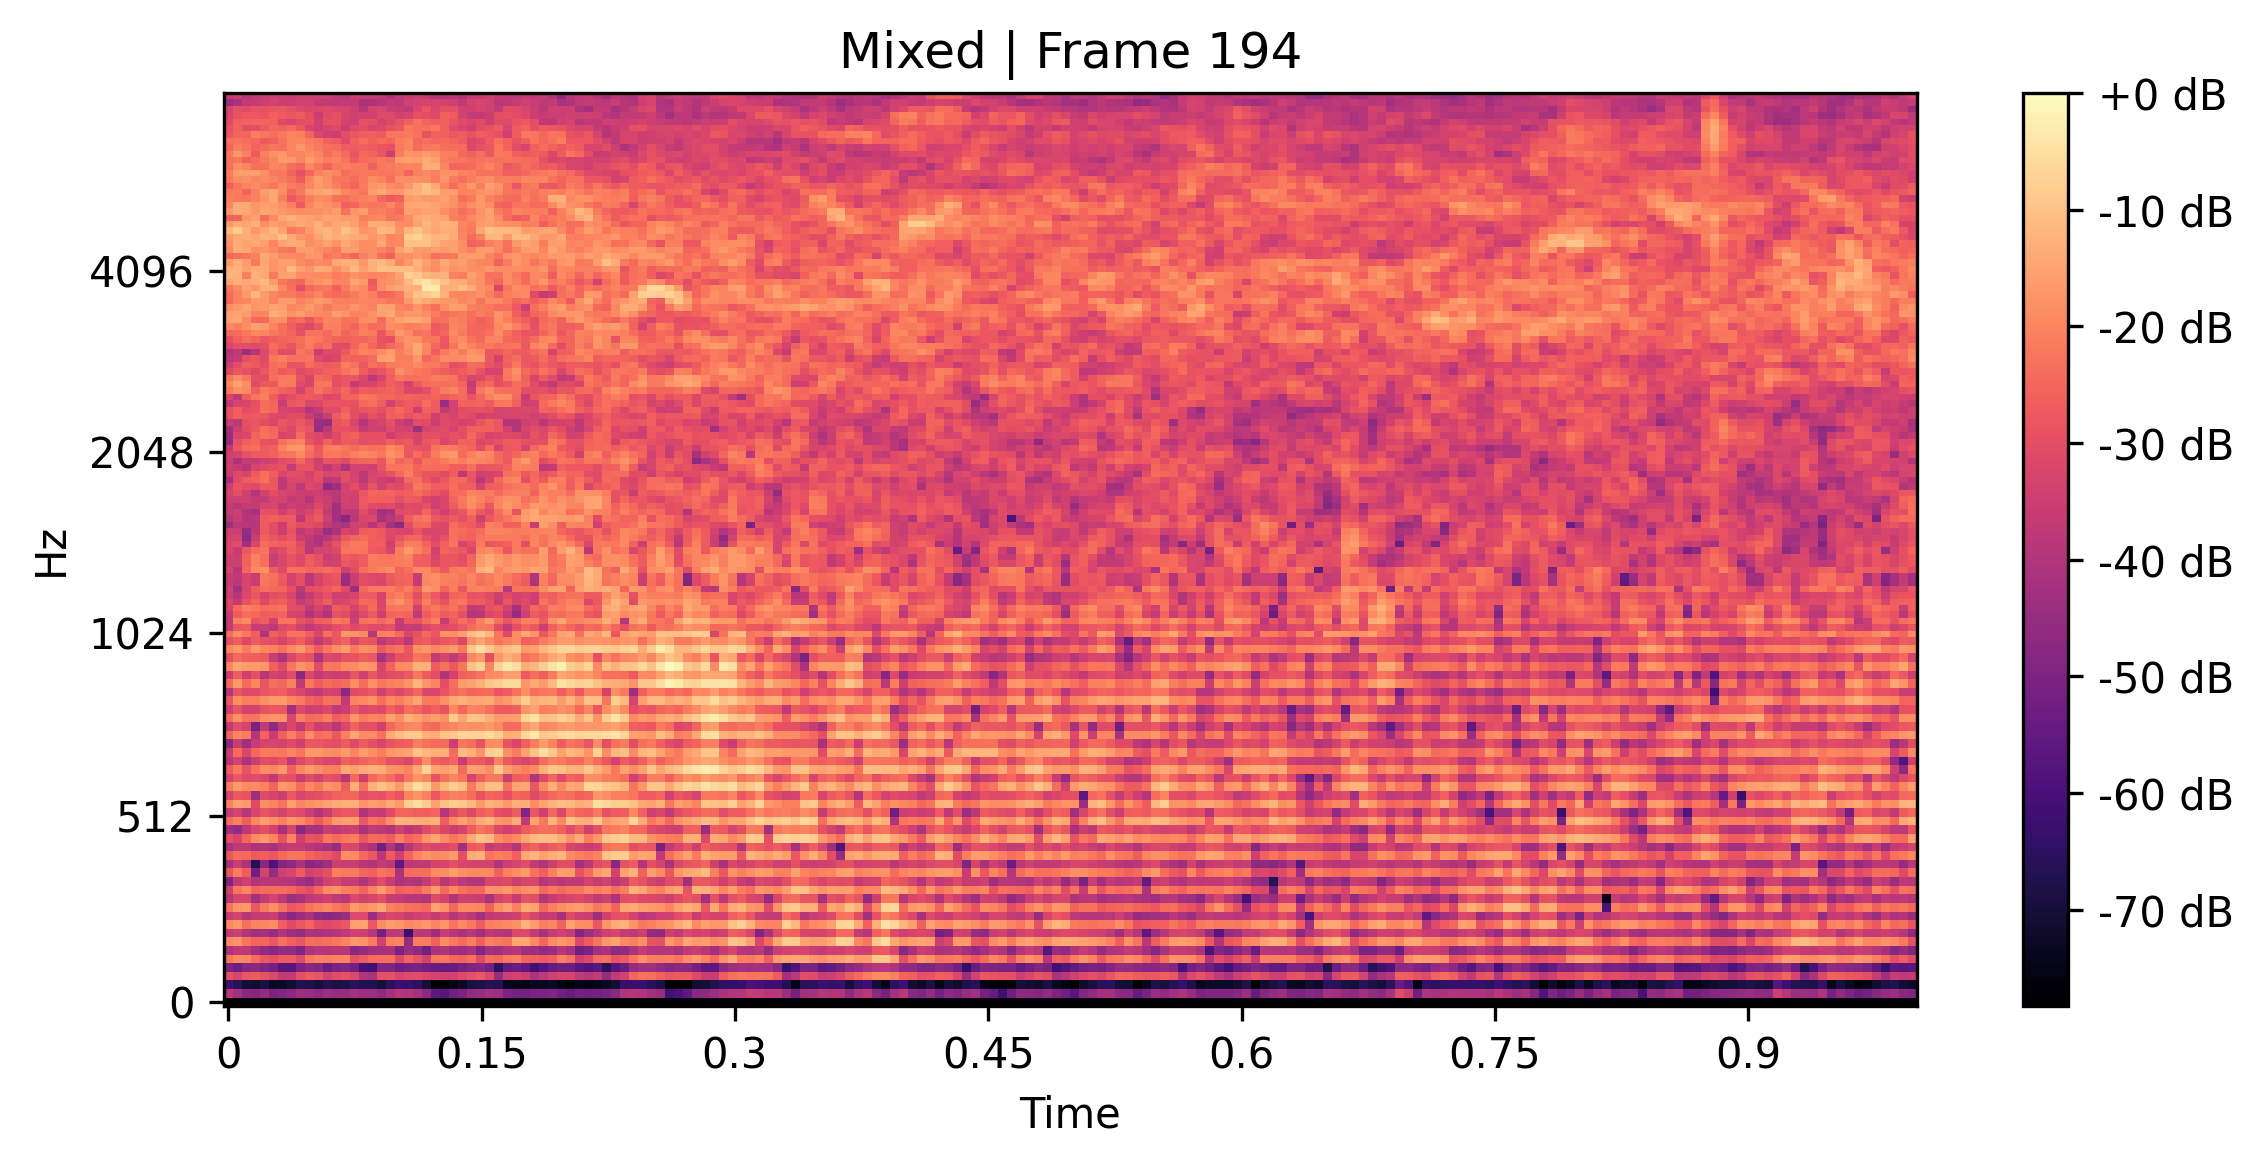 Mixed | Frame 194
+0 dB
-10 dB
-20 dB
-30 dB
-40 dB
-50 dB
-60 dB
-70 dB
Hz
4096
2048
1024
512
0
0 0.15 0.3 0.45 0.6 0.75 0.9
Time